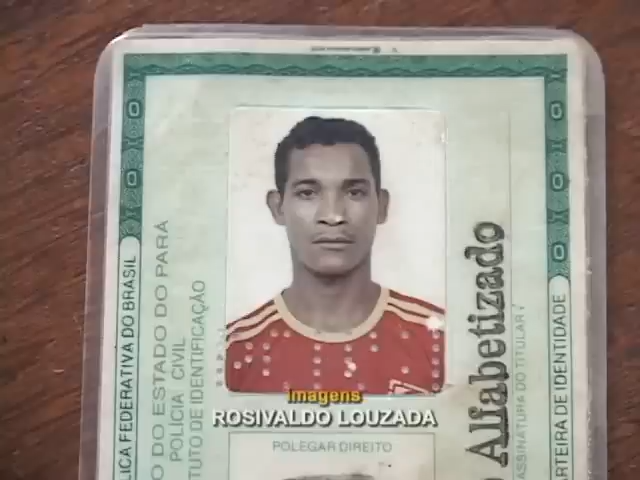 LICA FEDERATIVA DO BRASIL
O DO ESTADO DO PARÁ
POLÍCIA CIVIL
TUTO DE IDENTIFICAÇÃO
Imagens
ROSIVALDO LOUZADA
POLEGAR DIREITO
Alfabetizado
ASSINATURA DO TITULAR
ARTEIRA DE IDENTIDADE